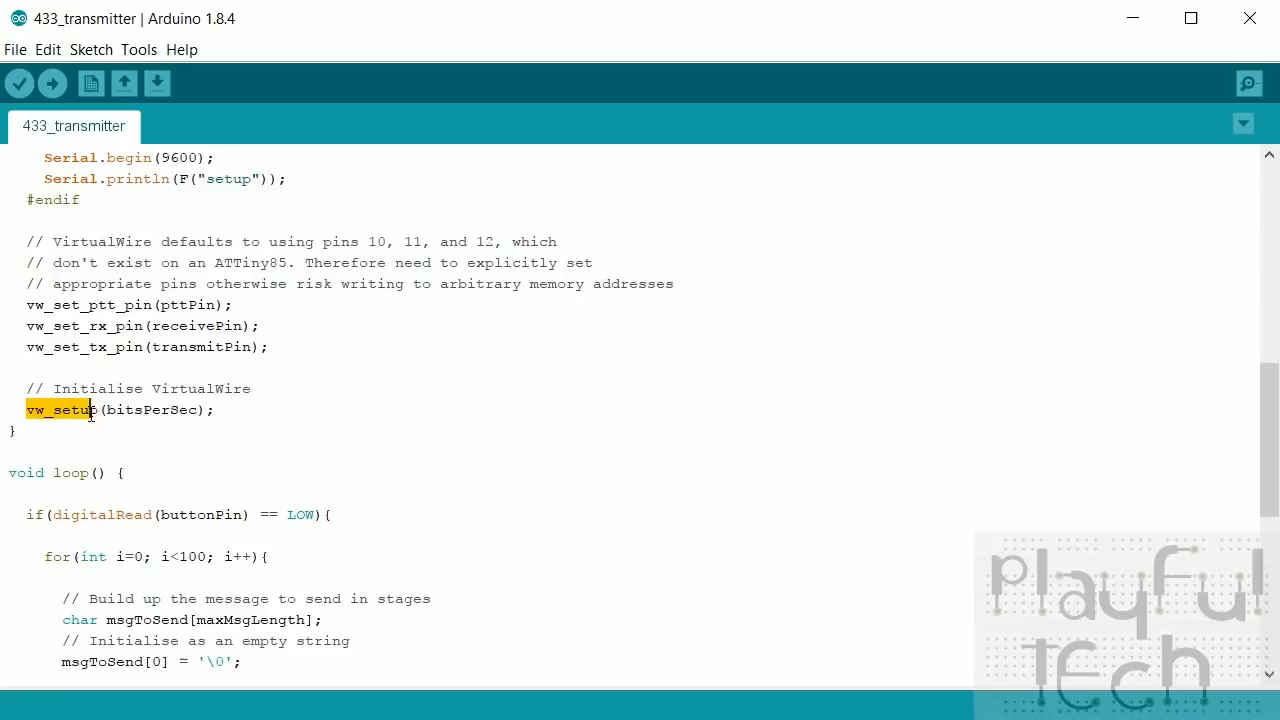 433_transmitter | Arduino 1.8.4
File Edit Sketch Tools Help
433_transmitter
Serial.begin(9600);
Serial.println(F("setup"));
#endif
// VirtualWire defaults to using pins 10, 11, and 12, which
// don't exist on an ATTiny85. Therefore need to explicitly set
// appropriate pins otherwise risk writing to arbitrary memory addresses
vw_set_ptt_pin(pttPin);
vw_set_rx_pin(receivePin);
vw_set_tx_pin(transmitPin);
// Initialise VirtualWire
vw_setup(bitsPerSec);
}
void loop() {
if(digitalRead(buttonPin) == LOW){
for(int i=0; i<100; i++){
// Build up the message to send in stages
char msgToSend[maxMsgLength];
// Initialise as an empty string
msgToSend[0] = '\0';
playful
tech